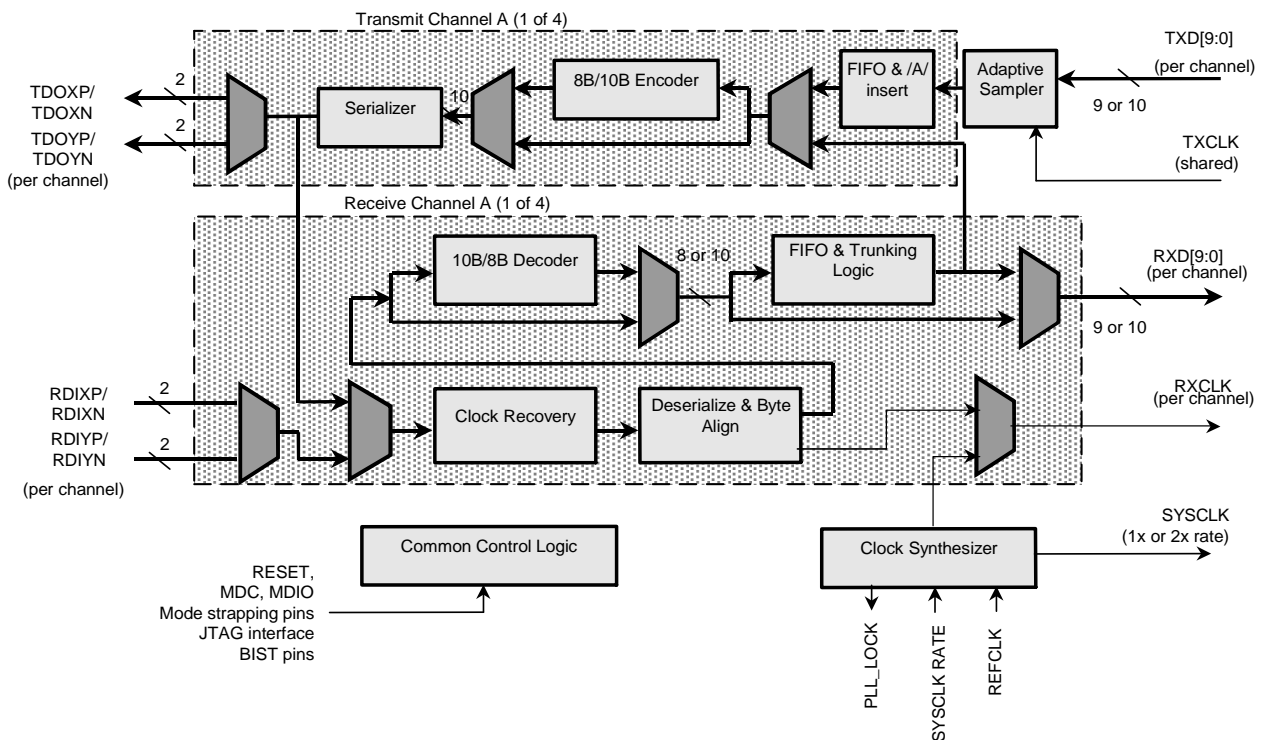 Transmit Channel A (1 of 4)
TDOXP/
TDOXN
2
TDOYP/
TDOYN
2
(per channel)
Serializer
10
8B/10B Encoder
FIFO & /A/
insert
Adaptive
Sampler
TXD[9:0]
(per channel)
9 or 10
TXCLK
(shared)
Receive Channel A (1 of 4)
10B/8B Decoder
8 or 10
FIFO & Trunking
Logic
RXD[9:0]
(per channel)
9 or 10
RDIXP/
RDIXN
2
RDIYP/
RDIYN
2
(per channel)
Clock Recovery
Deserialize & Byte
Align
RXCLK
(per channel)
Common Control Logic
RESET,
MDC, MDIO
Mode strapping pins
JTAG interface
BIST pins
Clock Synthesizer
SYSCLK
(1x or 2x rate)
PLL_LOCK
SYSCLK RATE
REFCLK